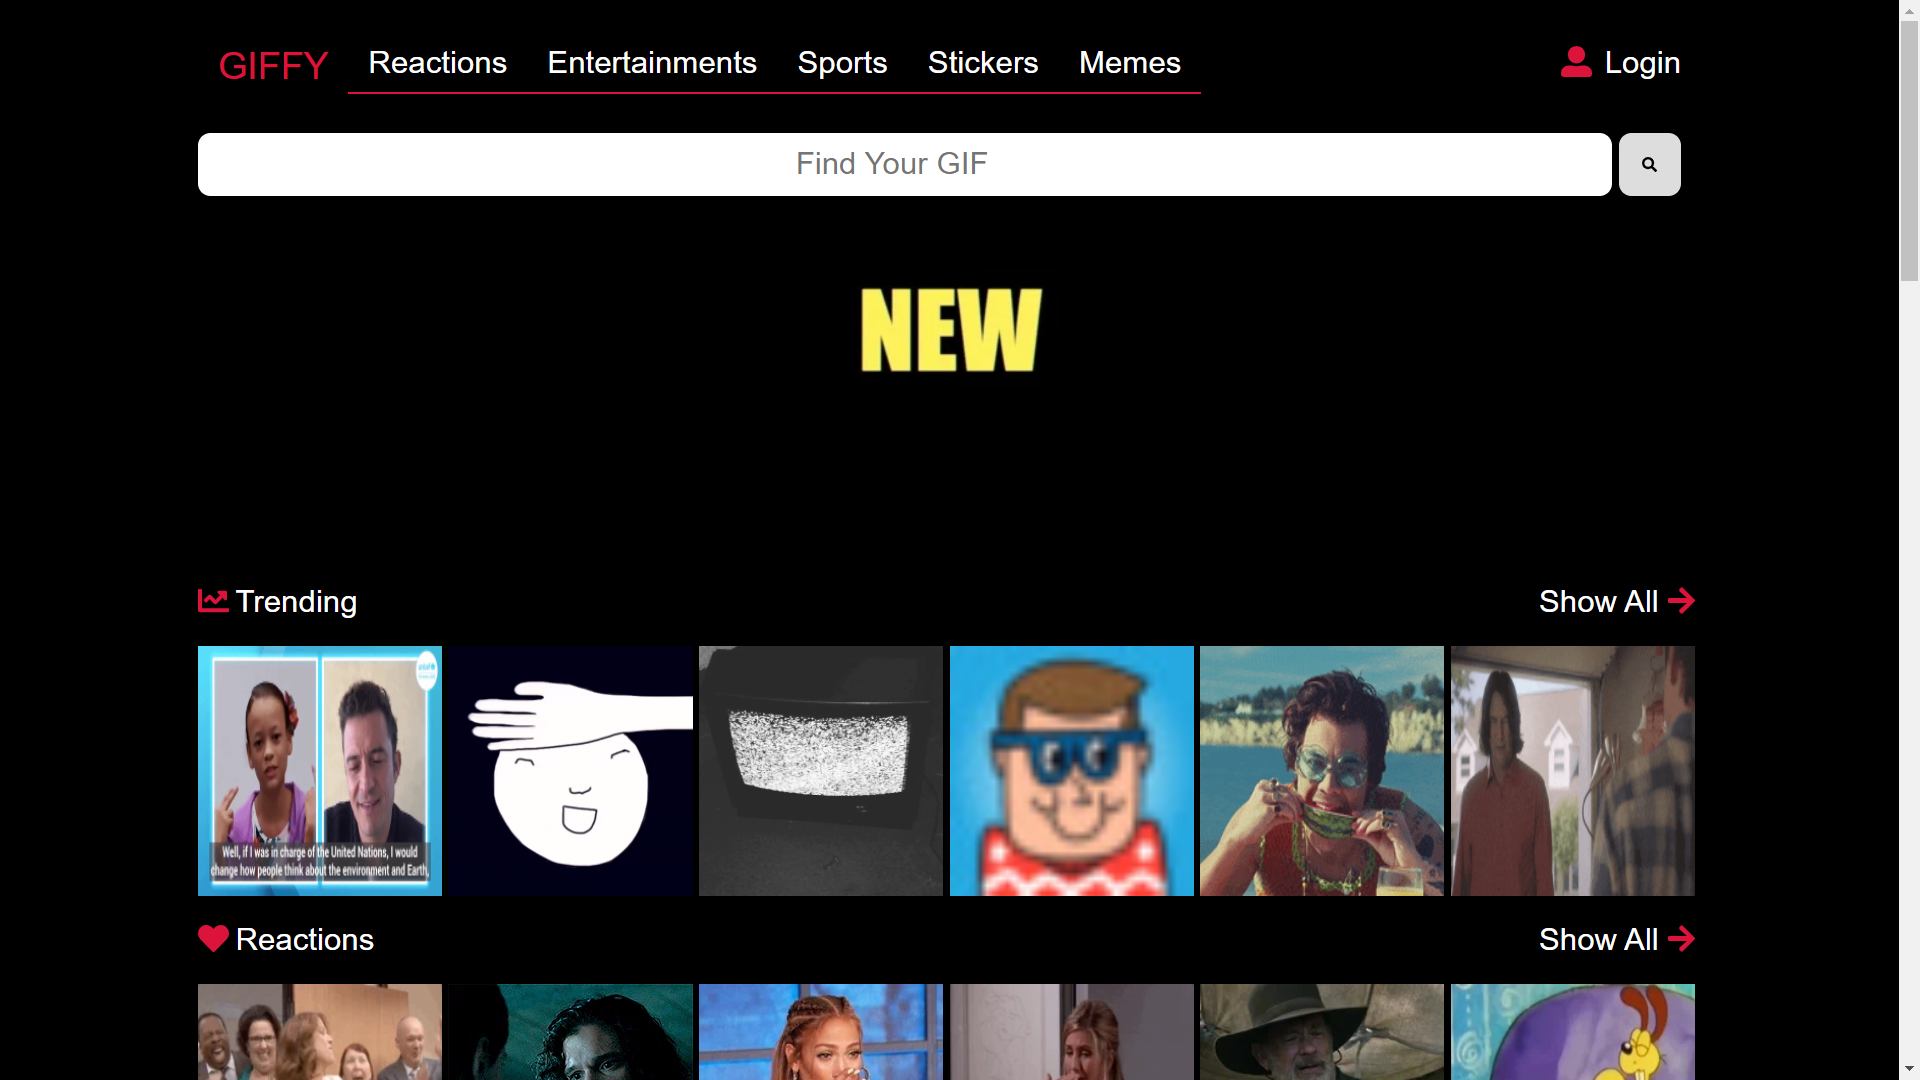 GIFFY
Reactions
Entertainments
Sports
Stickers
Memes
Login
Find Your GIF
NEW
Trending
Show All
Well, if I was in charge of the United Nations, I would
change how people think about the environment and Earth,
Reactions
Show All